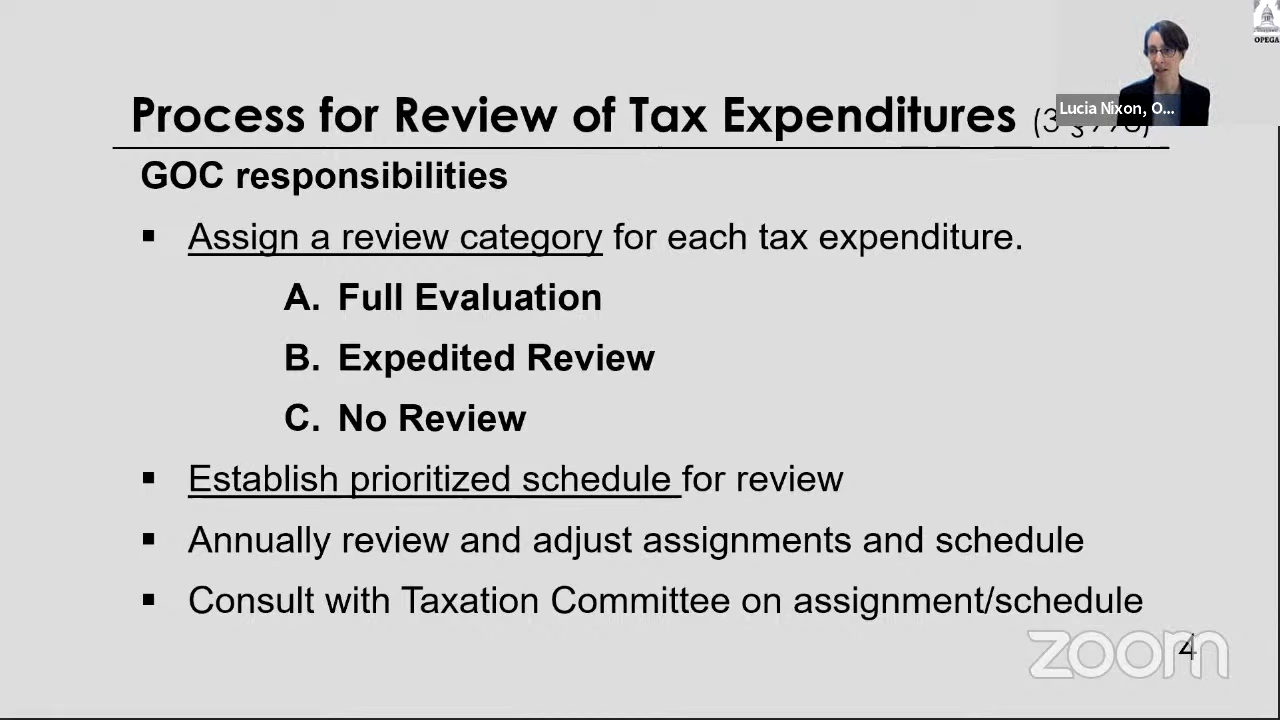 OPEGA
Lucia Nixon, O...
Process for Review of Tax Expenditures
GOC responsibilities
▪ Assign a review category for each tax expenditure.
A. Full Evaluation
B. Expedited Review
C. No Review
▪ Establish prioritized schedule for review
▪ Annually review and adjust assignments and schedule
▪ Consult with Taxation Committee on assignment/schedule
zoom
4